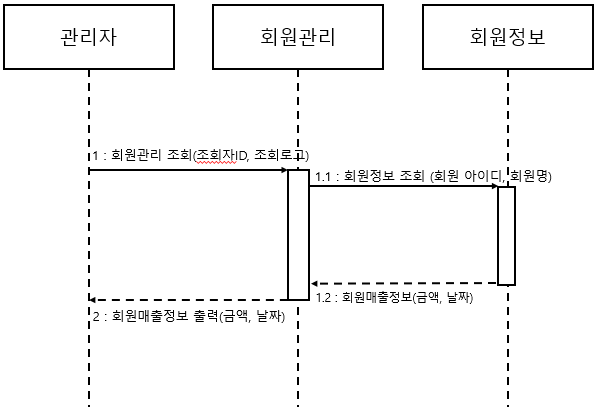 관리자
회원관리
회원정보
1 : 회원관리 조회(조회자ID, 조회로그)
1.1 : 회원정보 조회 (회원 아이디, 회원명)
1.2 : 회원매출정보(금액, 날짜)
2 : 회원매출정보 출력(금액, 날짜)